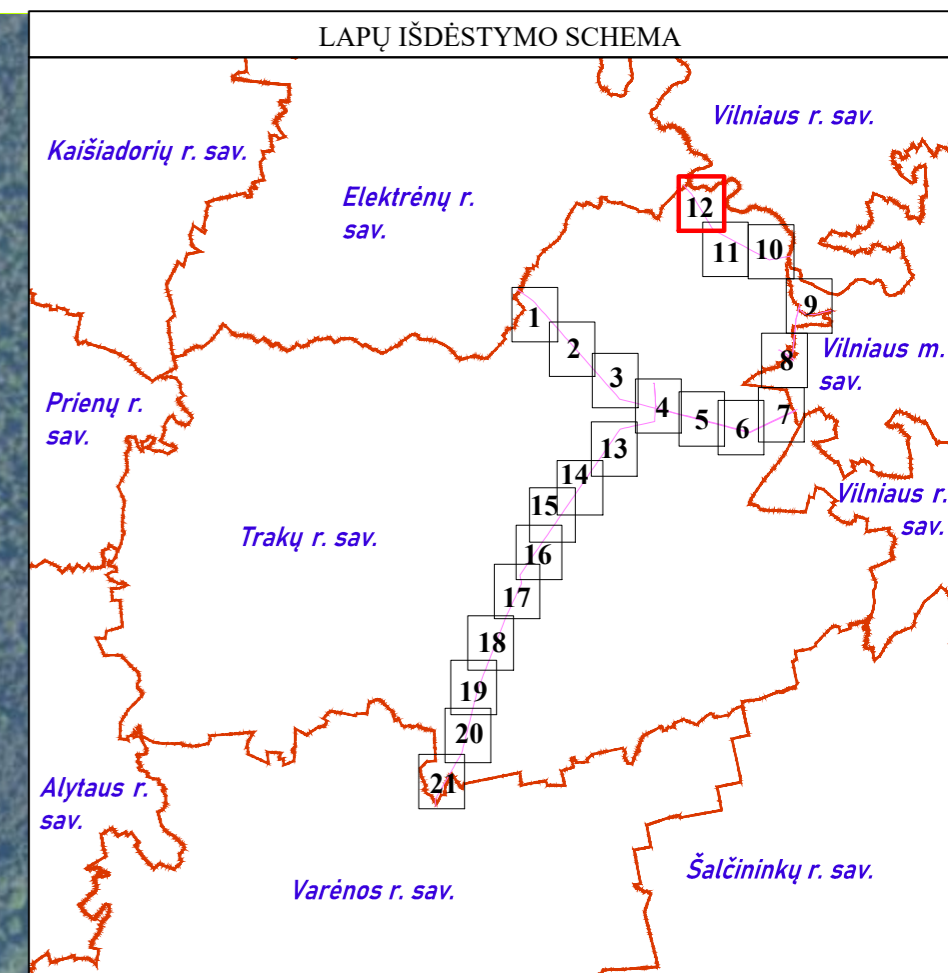 LAPŲ IŠDĖSTYMO SCHEMA
Vilniaus r. sav.
Kaišiadorių r. sav.
Elektrėnų r.
sav.
12
11
10
9
1
2
8
Vilniaus m.
sav.
3
Prienų r.
sav.
4
5
6
7
13
14
Vilniaus r.
sav.
15
Trakų r. sav.
16
17
18
19
20
21
Alytaus r.
sav.
Varėnos r. sav.
Šalčininkų r. sav.